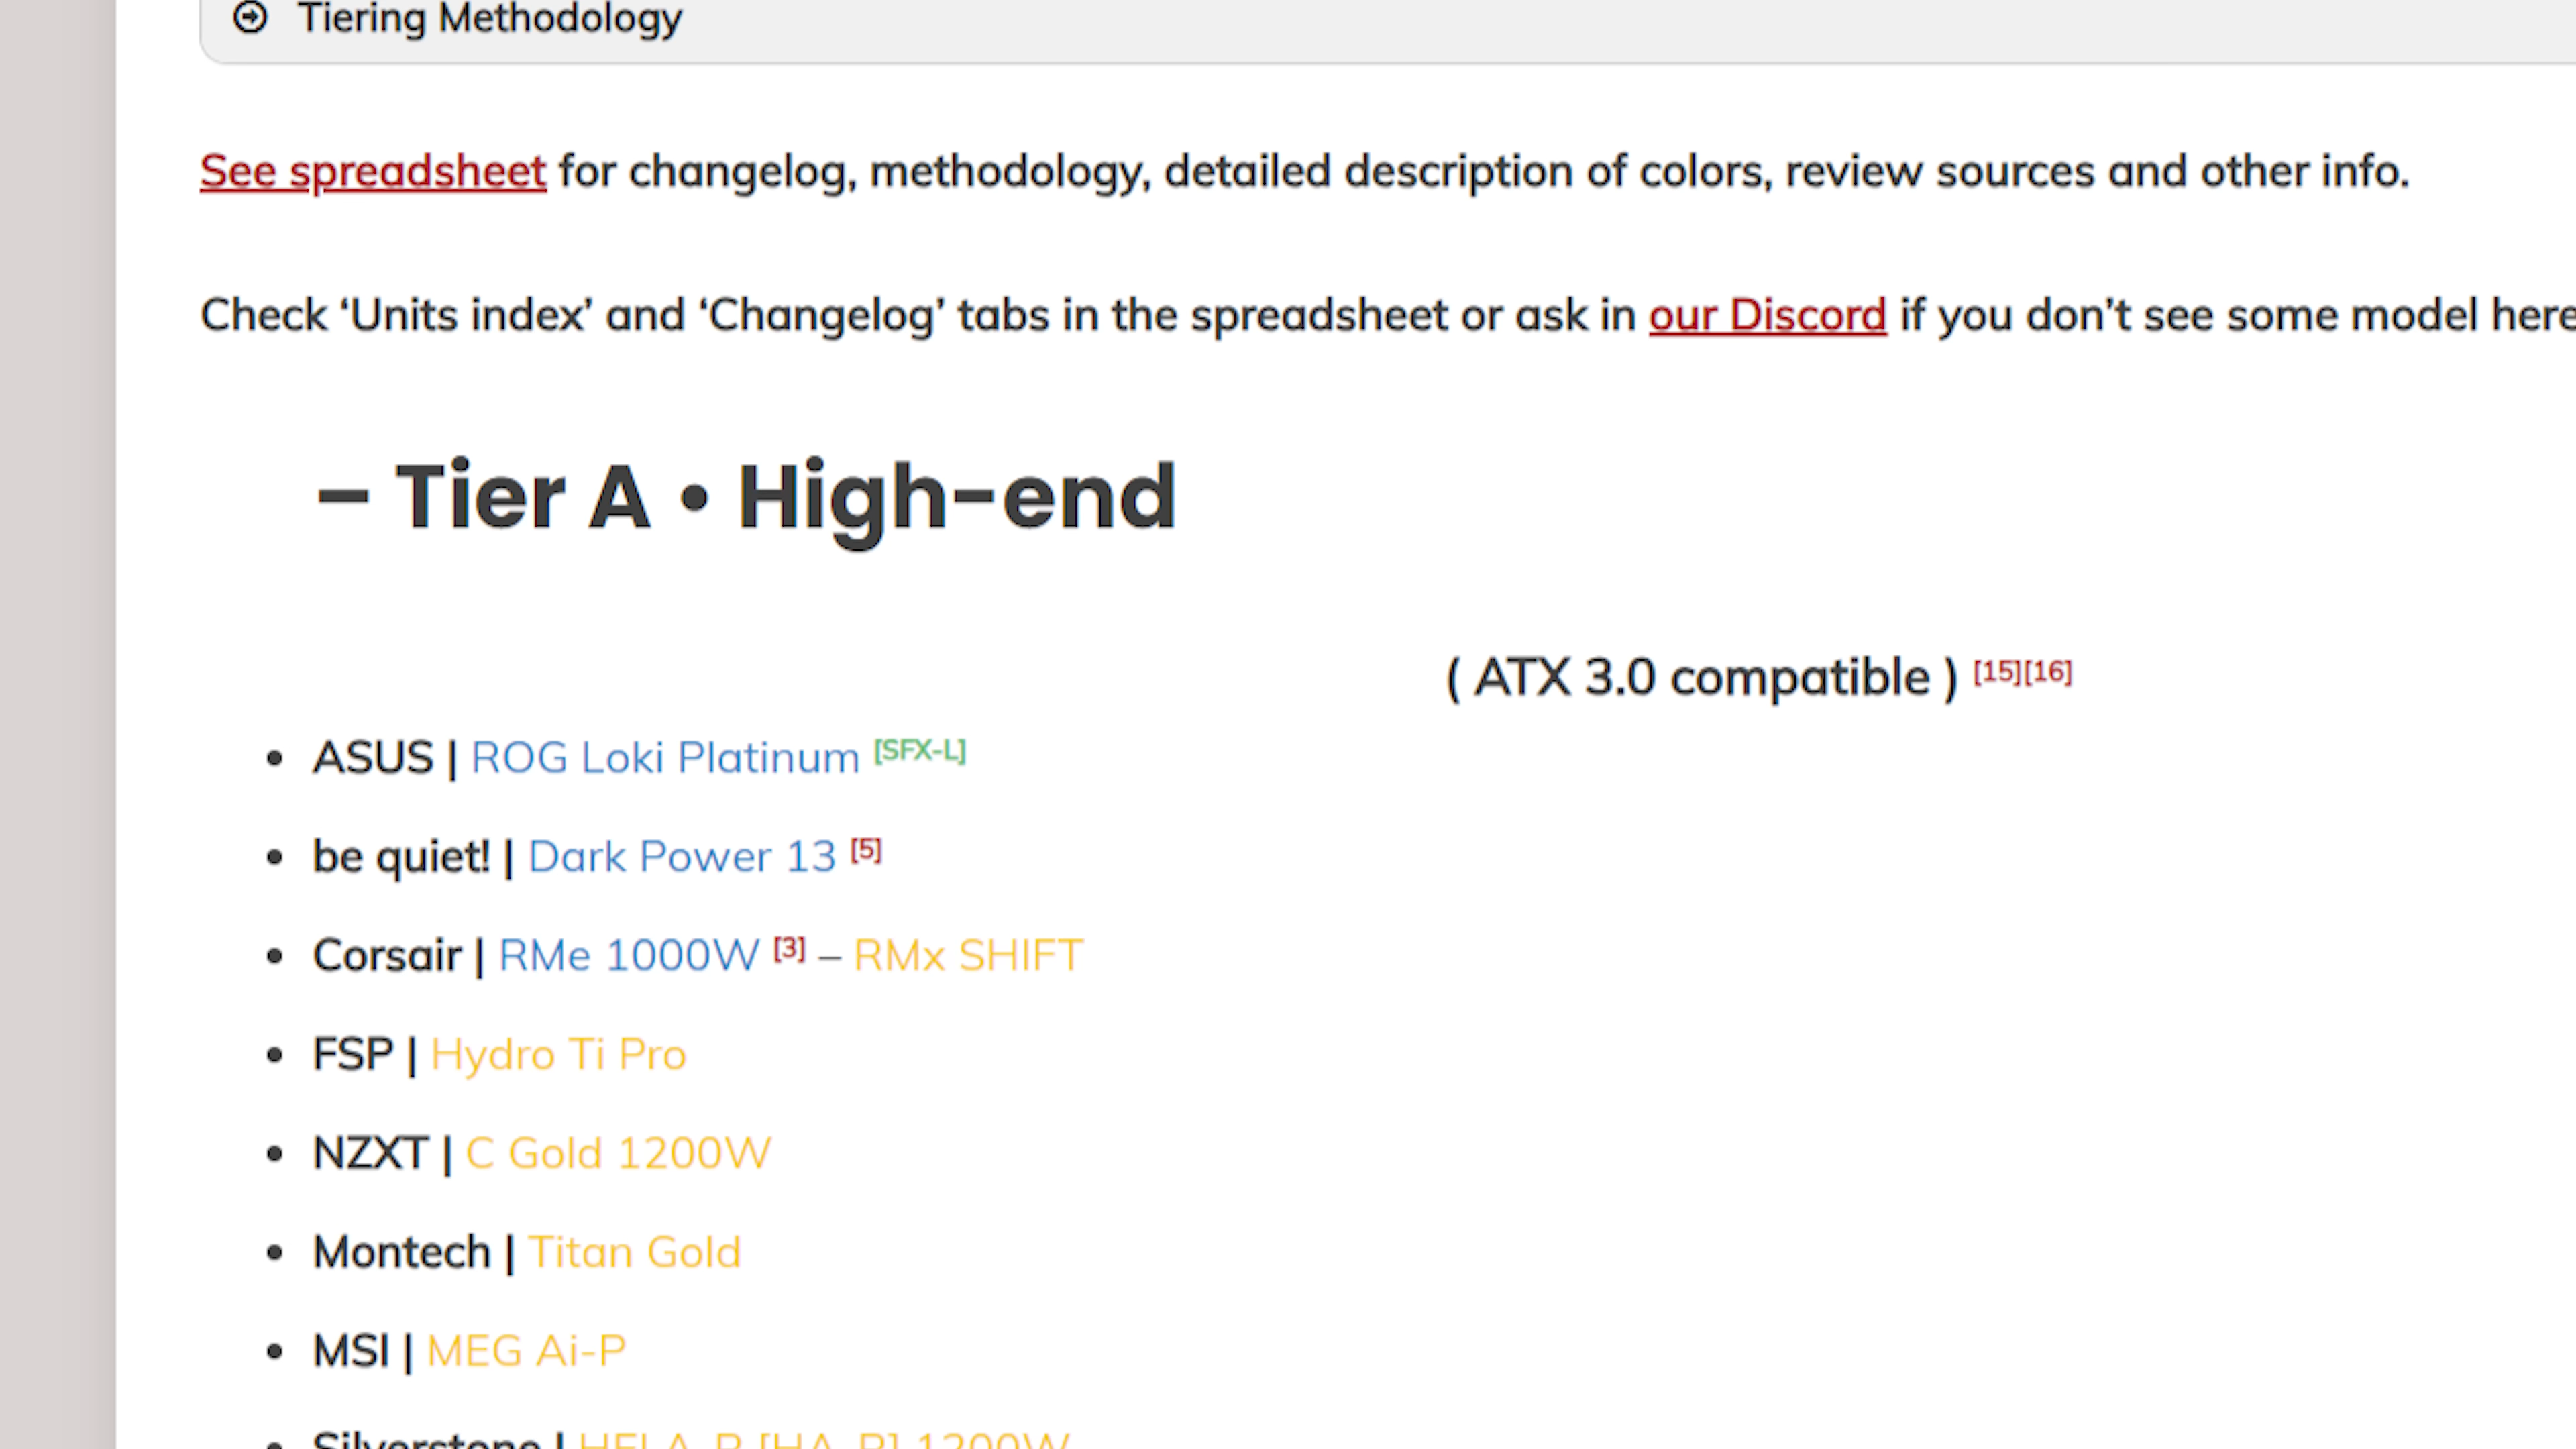 Tiering Methodology
See spreadsheet for changelog, methodology, detailed description of colors, review sources and other info.
Check ‘Units index’ and ‘Changelog’ tabs in the spreadsheet or ask in our Discord if you don’t see some model here
– Tier A • High-end
( ATX 3.0 compatible ) [15][16]
• ASUS | ROG Loki Platinum [SFX-L]
• be quiet! | Dark Power 13 [5]
• Corsair | RMe 1000W [3] – RMx SHIFT
• FSP | Hydro Ti Pro
• NZXT | C Gold 1200W
• Montech | Titan Gold
• MSI | MEG Ai-P
• Silverstone | HELA-R [HA-R] 1200W